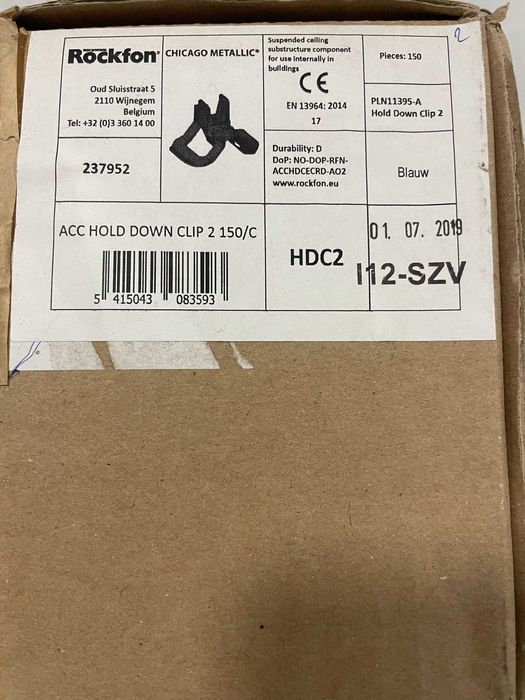 2
Rockfon®
CHICAGO METALLIC®
Suspended ceiling
substructure component
for use internally in
buildings
CE
EN 13964: 2014
17
Pieces: 150
Oud Sluisstraat 5
2110 Wijnegem
Belgium
Tel: +32 (0)3 360 14 00
PLN11395-A
Hold Down Clip 2
237952
Durability: D
DoP: NO-DOP-RFN-
ACCHDCECRD-AO2
www.rockfon.eu
Blauw
ACC HOLD DOWN CLIP 2 150/C
5 415043 083593
HDC2
01. 07. 2019
I12-SZV